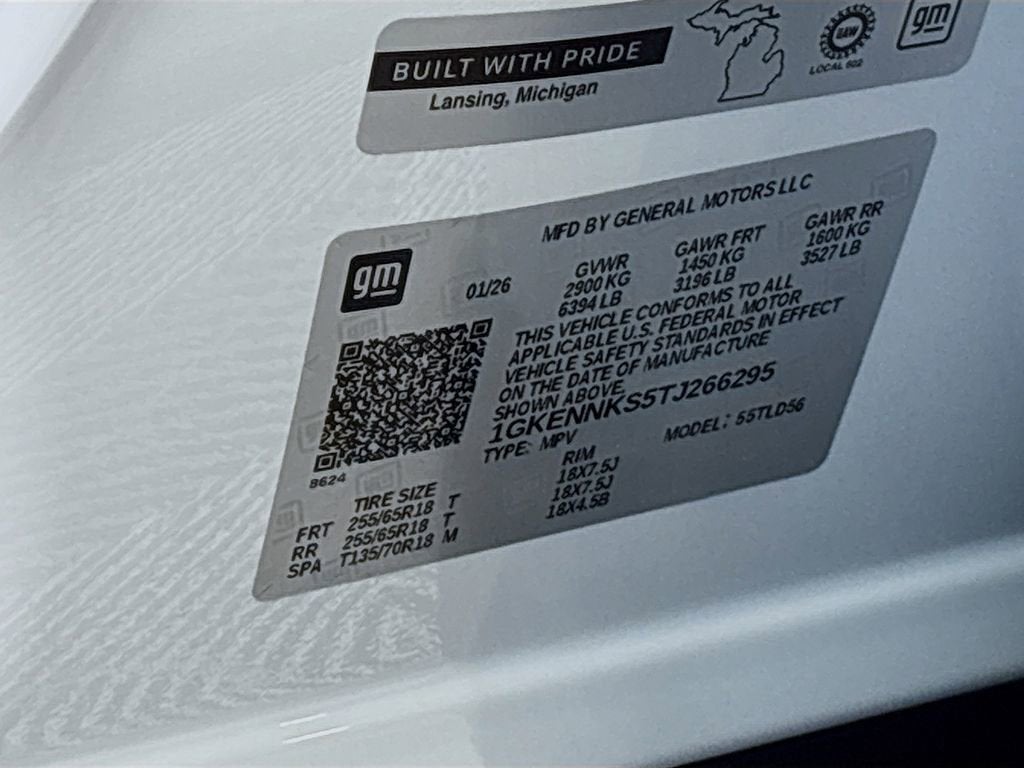 BUILT WITH PRIDE
Lansing, Michigan
UAW
LOCAL 602
gm
MFD BY GENERAL MOTORS LLC
gm
01/26
GVWR
2900 KG
6394 LB
GAWR FRT
1450 KG
3196 LB
GAWR RR
1600 KG
3527 LB
THIS VEHICLE CONFORMS TO ALL
APPLICABLE U.S. FEDERAL MOTOR
VEHICLE SAFETY STANDARDS IN EFFECT
ON THE DATE OF MANUFACTURE
SHOWN ABOVE.
1GKENNKS5TJ266295
TYPE: MPV
MODEL: 55TLD56
8624
TIRE SIZE
RIM
FRT 255/65R18 T 18X7.5J
RR 255/65R18 T 18X7.5J
SPA T135/70R18 M 18X4.5B